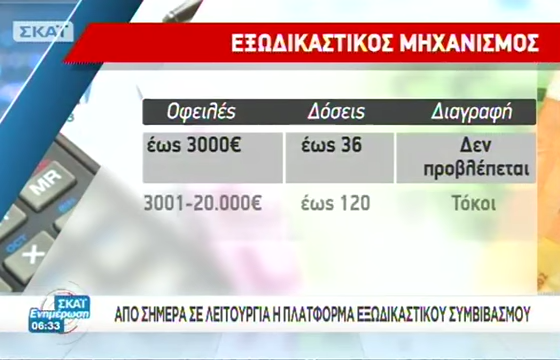 ΣΚΑΪ
ΕΞΩΔΙΚΑΣΤΙΚΟΣ ΜΗΧΑΝΙΣΜΟΣ
Οφειλές Δόσεις Διαγραφή
έως 3000€ έως 36 Δεν προβλέπεται
3001-20.000€ έως 120 Τόκοι
MR
OCT
×
ΣΚΑΪ
Ενημέρωση
06:33
ΑΠΟ ΣΗΜΕΡΑ ΣΕ ΛΕΙΤΟΥΡΓΙΑ Η ΠΛΑΤΦΟΡΜΑ ΕΞΩΔΙΚΑΣΤΙΚΟΥ ΣΥΜΒΙΒΑΣΜΟΥ